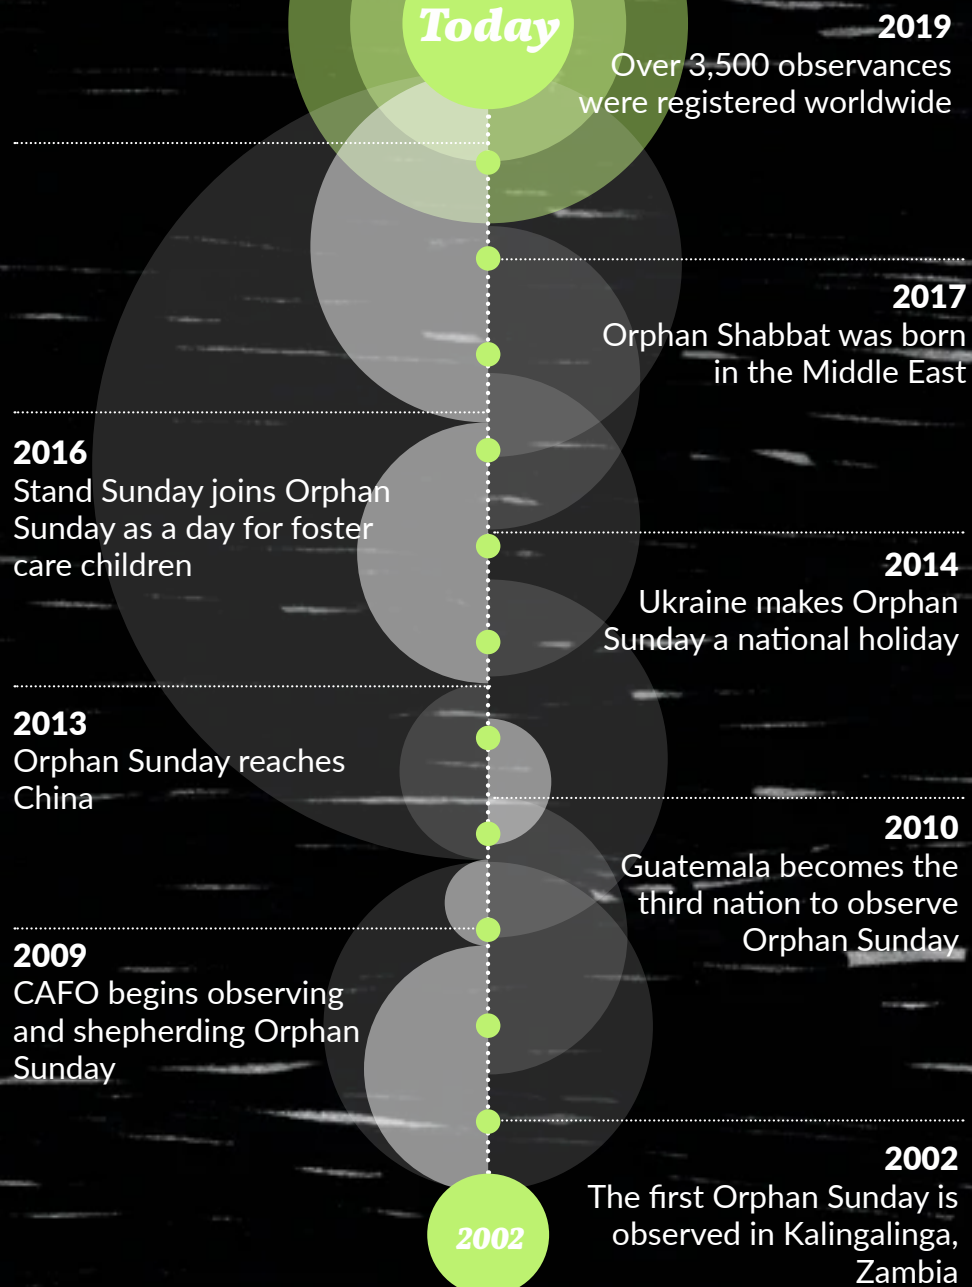 Today
2019
Over 3,500 observances
were registered worldwide
2017
Orphan Shabbat was born
in the Middle East
2016
Stand Sunday joins Orphan
Sunday as a day for foster
care children
2014
Ukraine makes Orphan
Sunday a national holiday
2013
Orphan Sunday reaches
China
2010
Guatemala becomes the
third nation to observe
Orphan Sunday
2009
CAFO begins observing
and shepherding Orphan
Sunday
2002
The first Orphan Sunday is
observed in Kalingalinga,
Zambia
2002